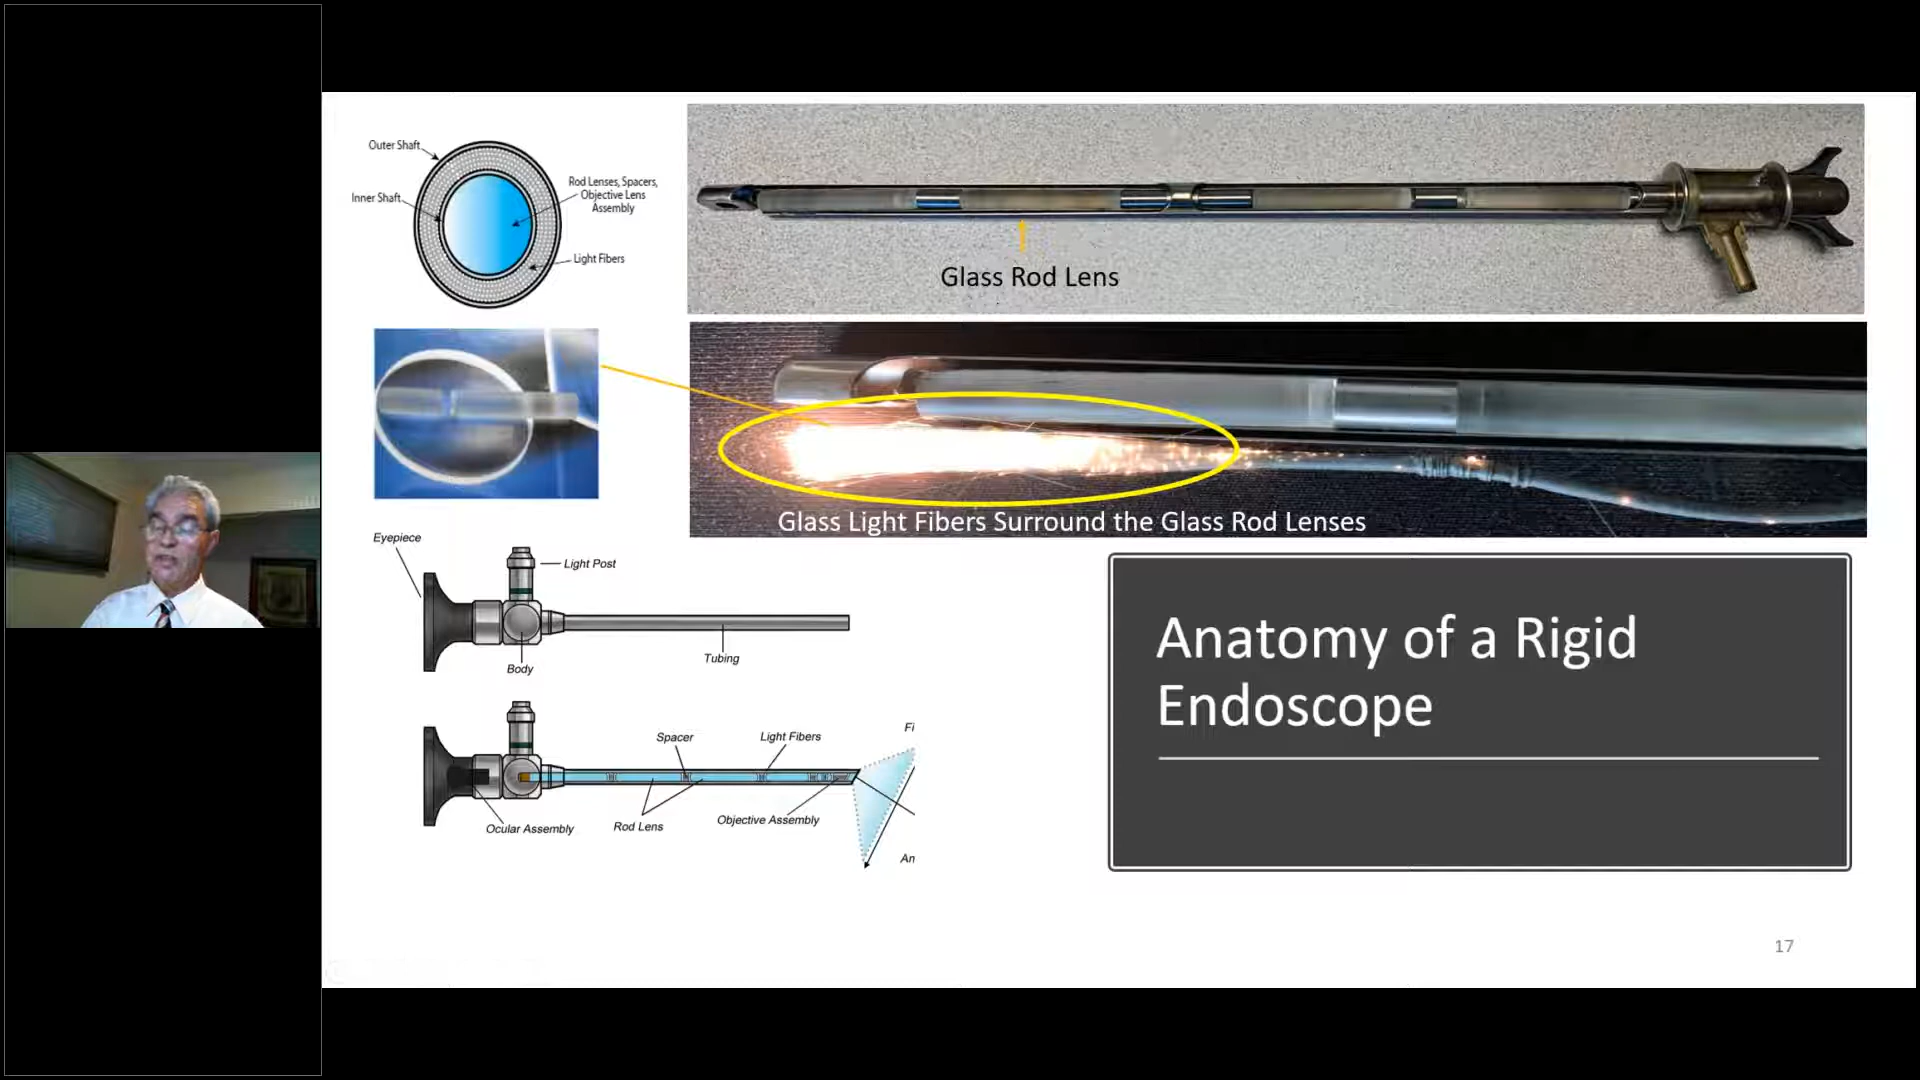 Outer Shaft
Rod Lenses, Spacers,
Objective Lens
Assembly
Inner Shaft
Light Fibers
Glass Rod Lens
Glass Light Fibers Surround the Glass Rod Lenses
Eyepiece
Light Post
Body
Tubing
Spacer
Light Fibers
Fi
Ocular Assembly
Rod Lens
Objective Assembly
An
Anatomy of a Rigid
Endoscope
17